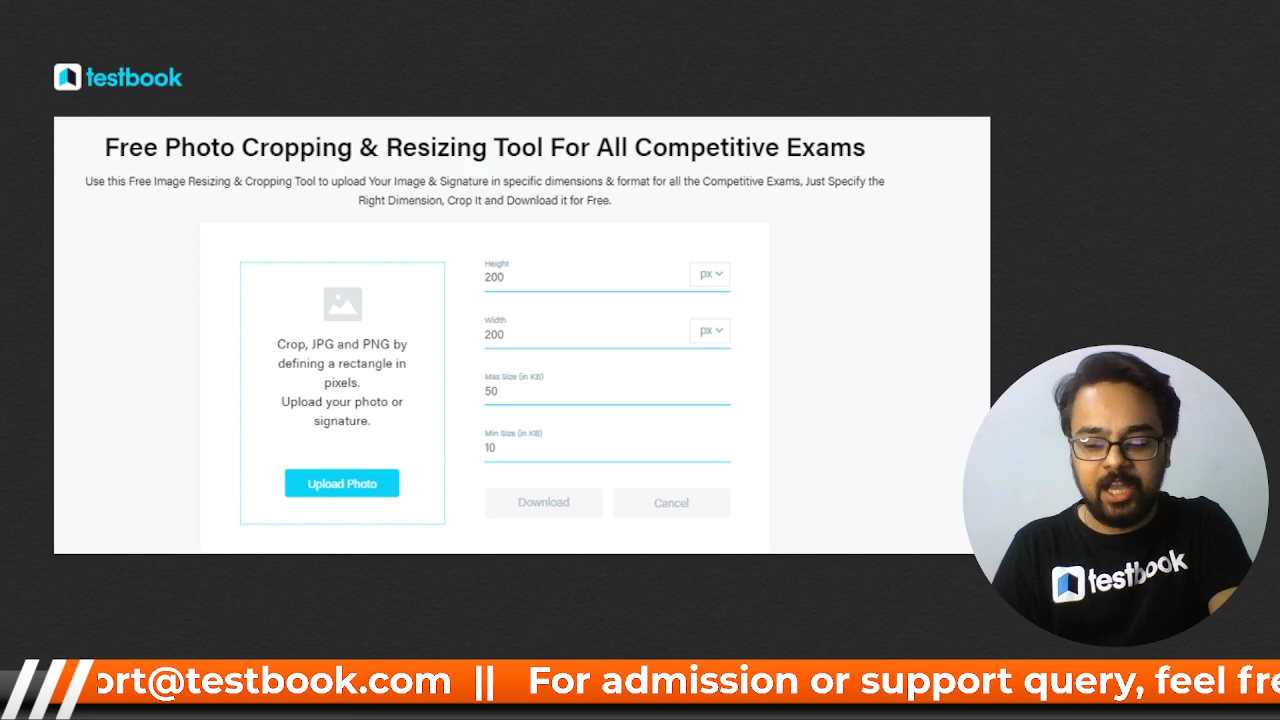 testbook
Free Photo Cropping & Resizing Tool For All Competitive Exams
Use this Free Image Resizing & Cropping Tool to upload Your Image & Signature in specific dimensions & format for all the Competitive Exams, Just Specify the
Right Dimension, Crop It and Download it for Free.
Crop, JPG and PNG by
defining a rectangle in
pixels.
Upload your photo or
signature.
Upload Photo
Height
200 px
Width
200 px
Max Size (in KB)
50
Min Size (in KB)
10
Download Cancel
testbook
ort@testbook.com || For admission or support query, feel fre